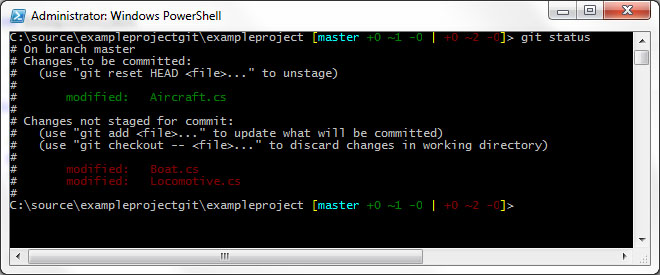 Administrator: Windows PowerShell
C:\source\exampleprojectgit\exampleproject [master +0 ~1 -0 | +0 ~2 -0]> git status
# On branch master
# Changes to be committed:
#   (use "git reset HEAD <file>..." to unstage)
#
#       modified:   Aircraft.cs
#
# Changes not staged for commit:
#   (use "git add <file>..." to update what will be committed)
#   (use "git checkout -- <file>..." to discard changes in working directory)
#
#       modified:   Boat.cs
#       modified:   Locomotive.cs
#
C:\source\exampleprojectgit\exampleproject [master +0 ~1 -0 | +0 ~2 -0]>